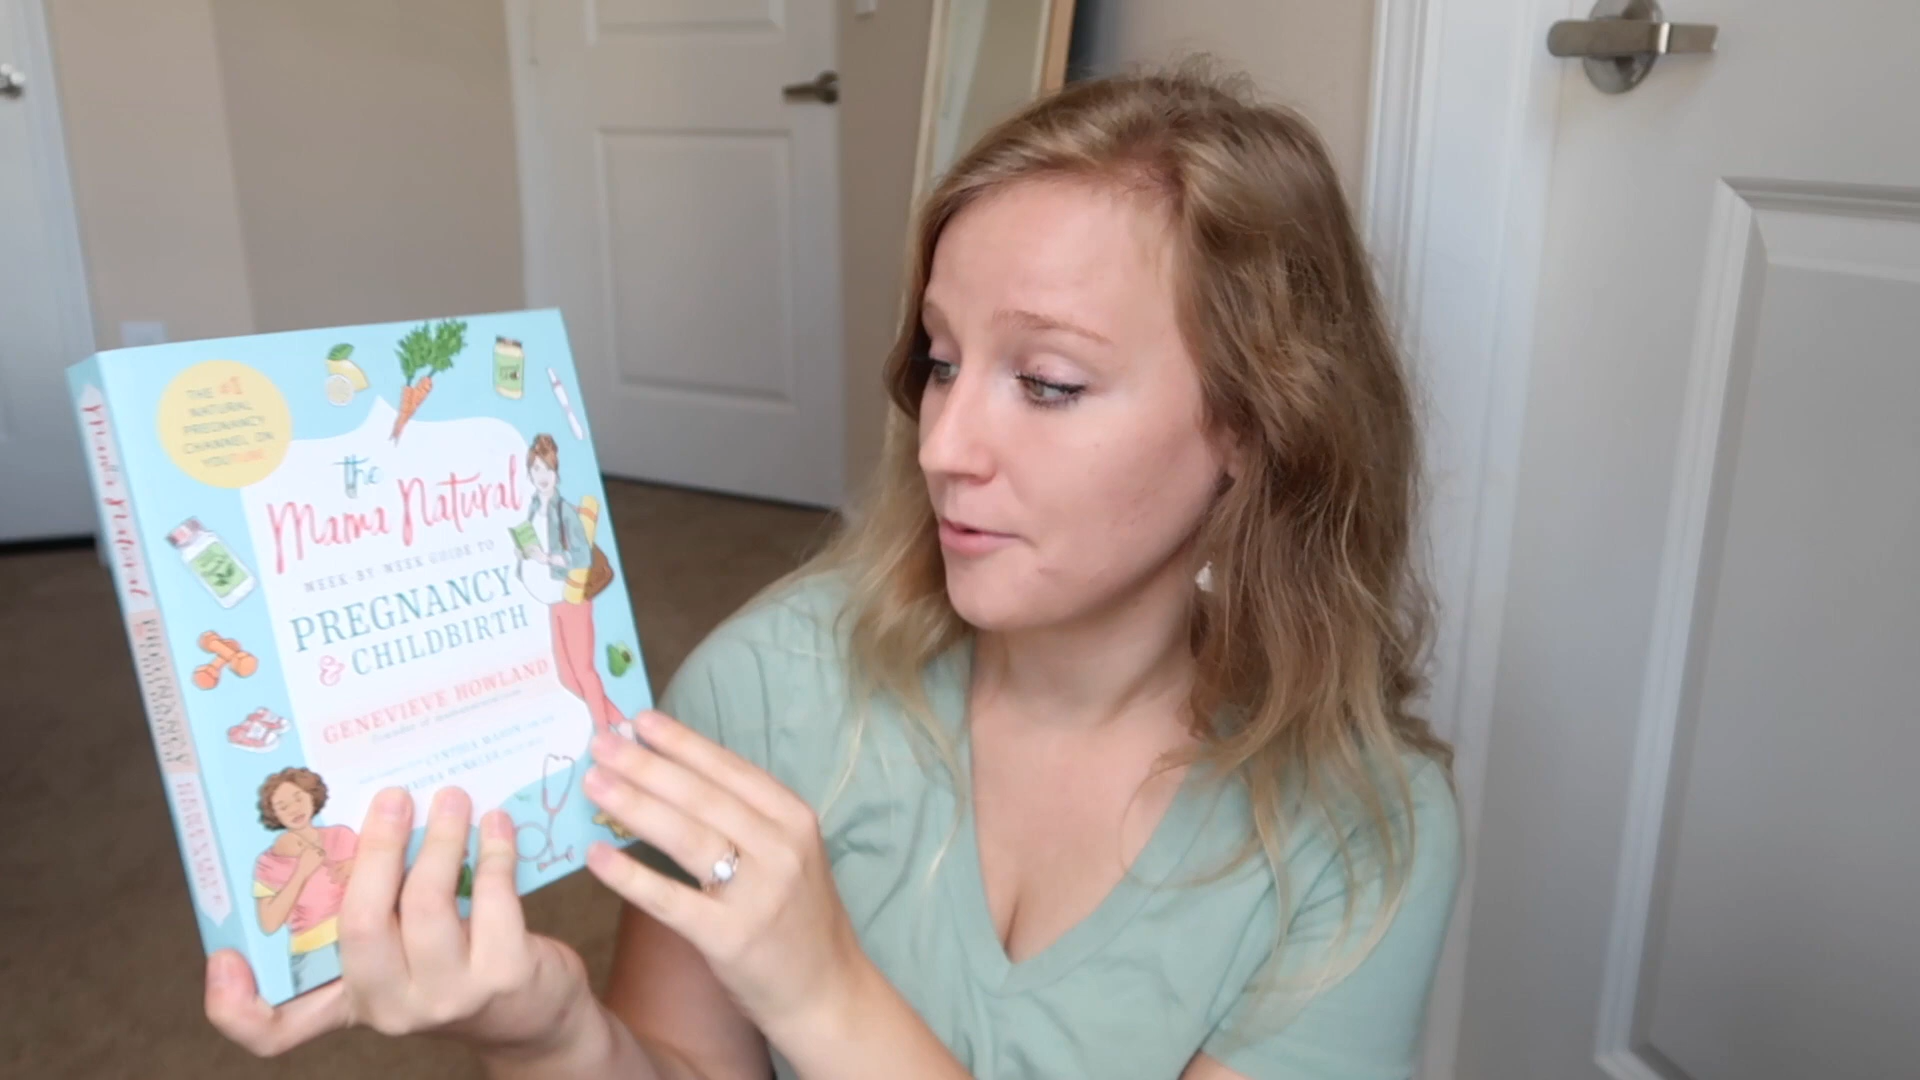 THE #1
NATURAL
PREGNANCY
CHANNEL ON
YOUTUBE
the
Mama Natural
WEEK-BY-WEEK GUIDE TO
PREGNANCY
& CHILDBIRTH
GENEVIEVE HOWLAND
Mama Natural PREGNANCY